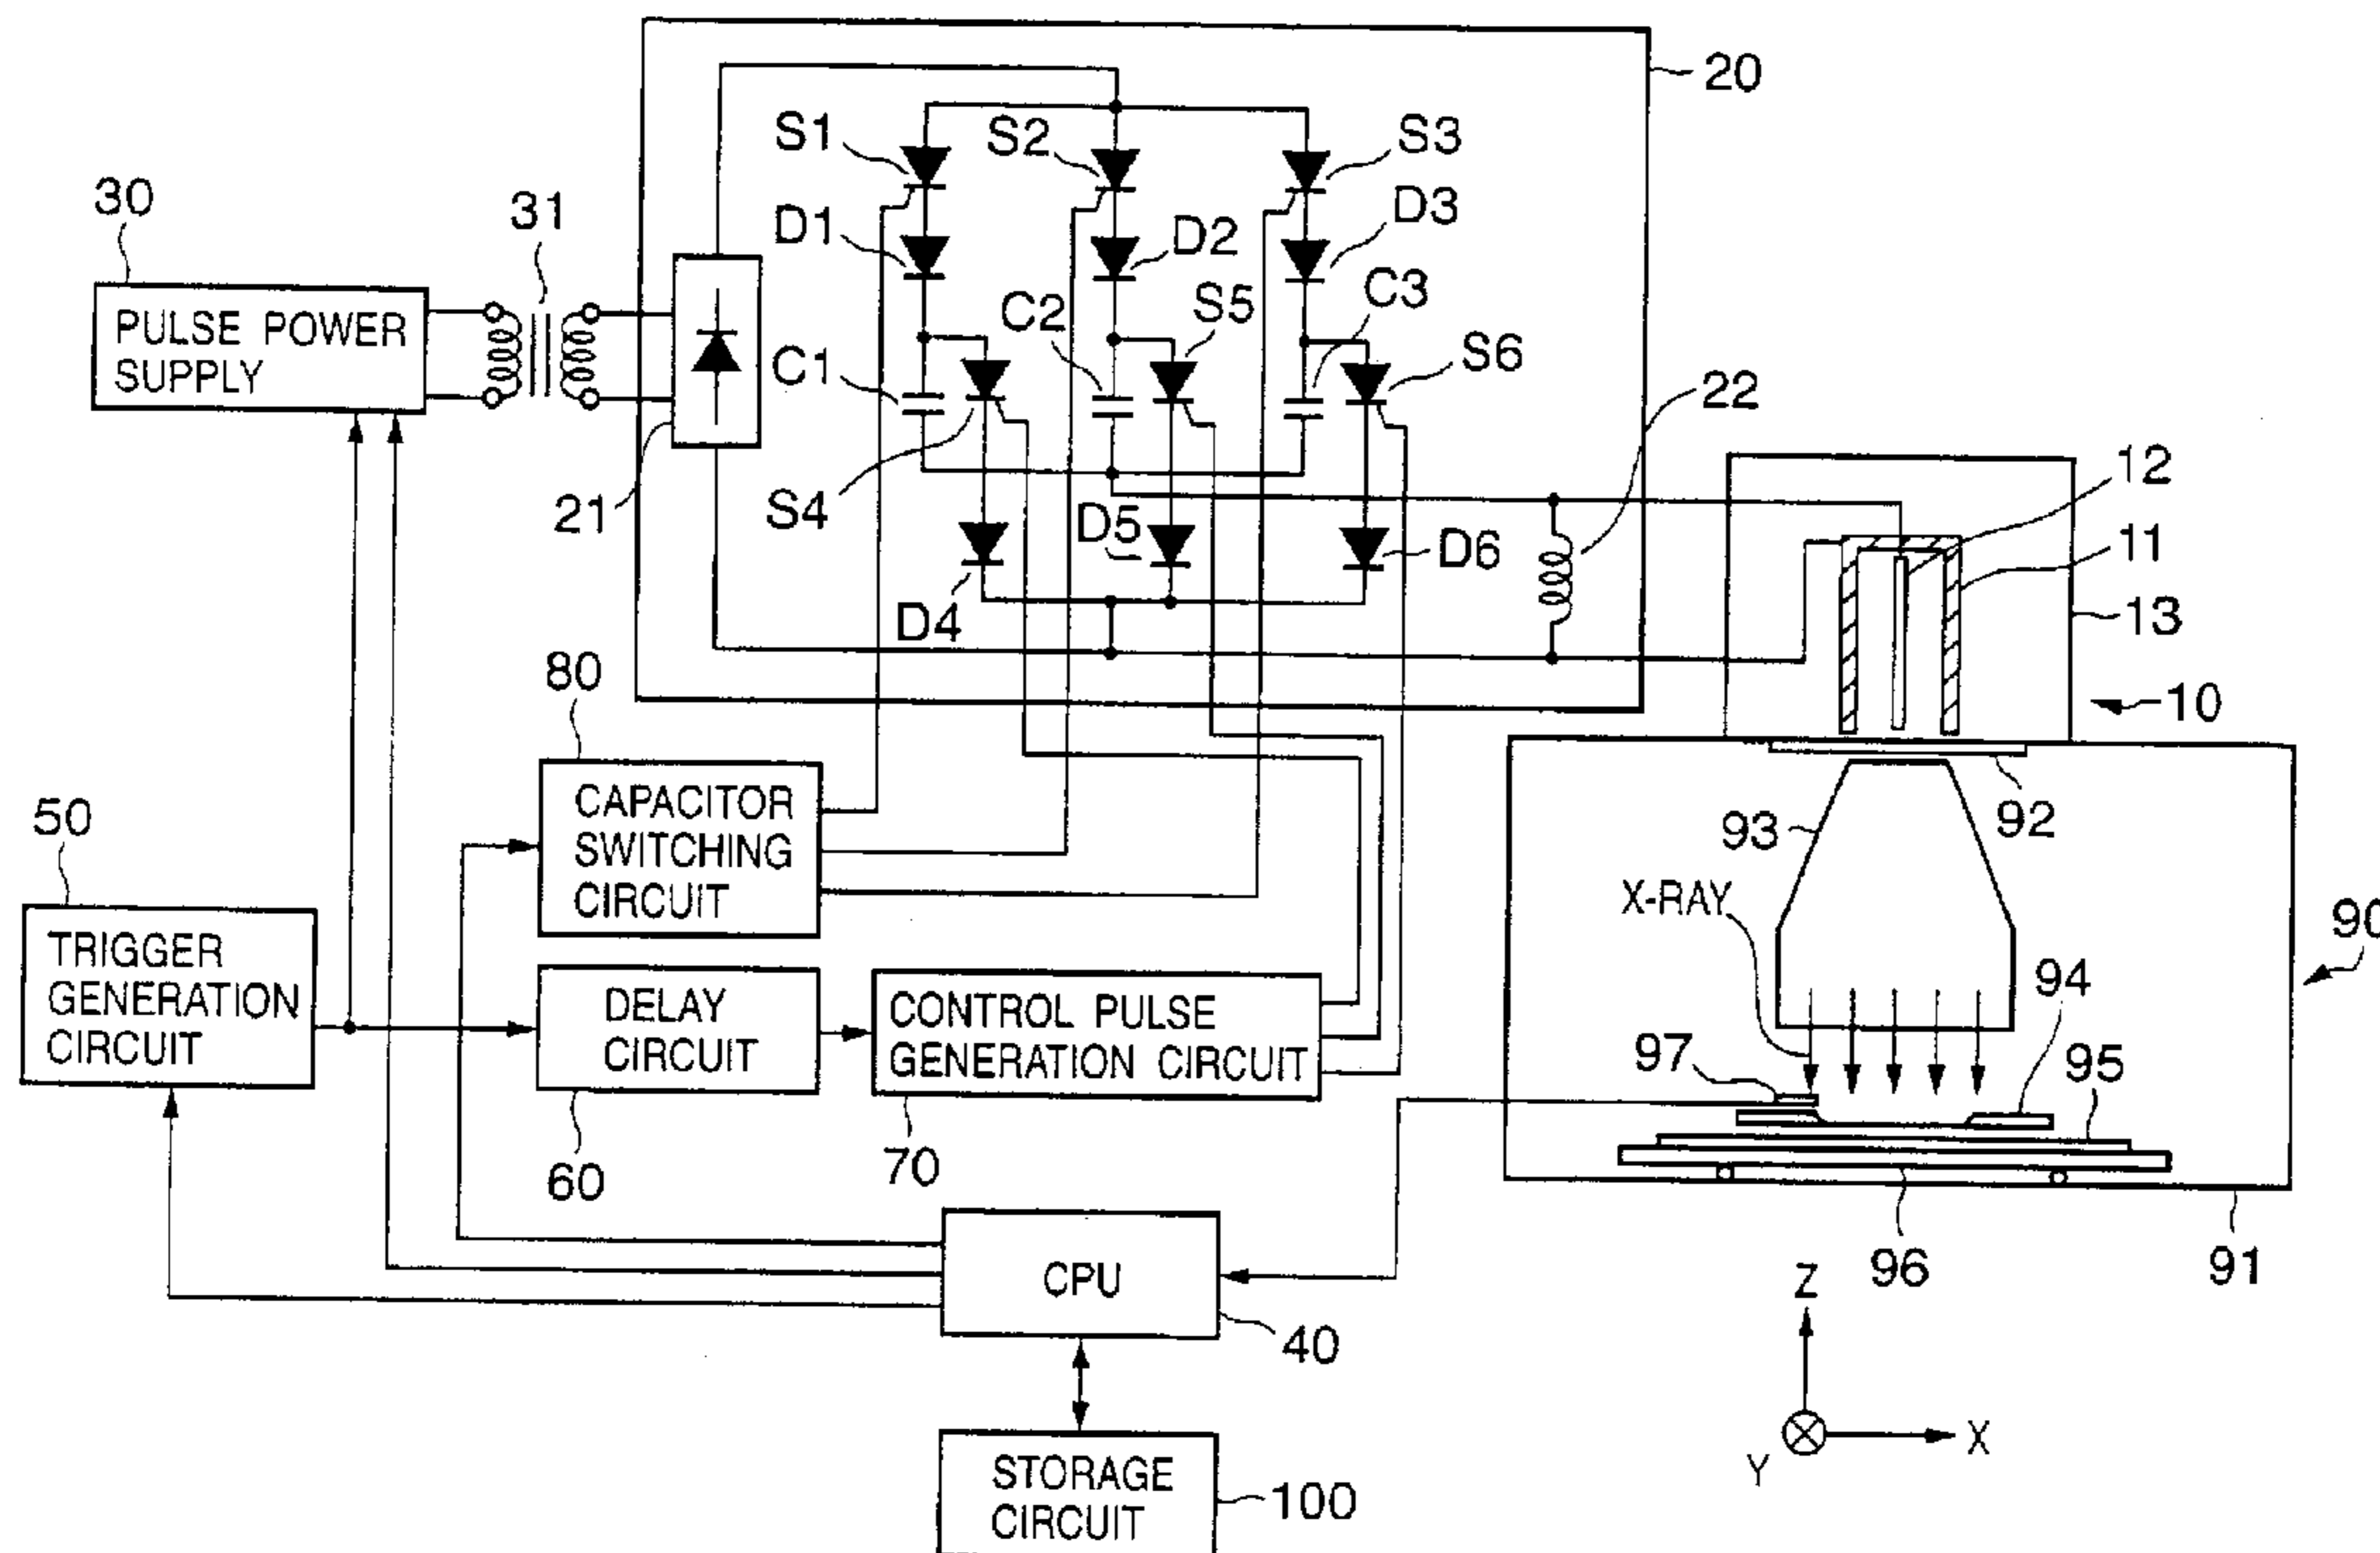 20
S1
S2
S3
30
31
D1
D2
D3
PULSE POWER
SUPPLY
C1
C2
S5
C3
S6
22
12
21
S4
D5
D6
11
D4
13
80
10
50
CAPACITOR
SWITCHING
CIRCUIT
93
92
X-RAY
90
TRIGGER
GENERATION
CIRCUIT
DELAY
CIRCUIT
CONTROL PULSE
GENERATION CIRCUIT
94
97
95
60
70
96
91
CPU
40
Z
X
Y
STORAGE
CIRCUIT
100